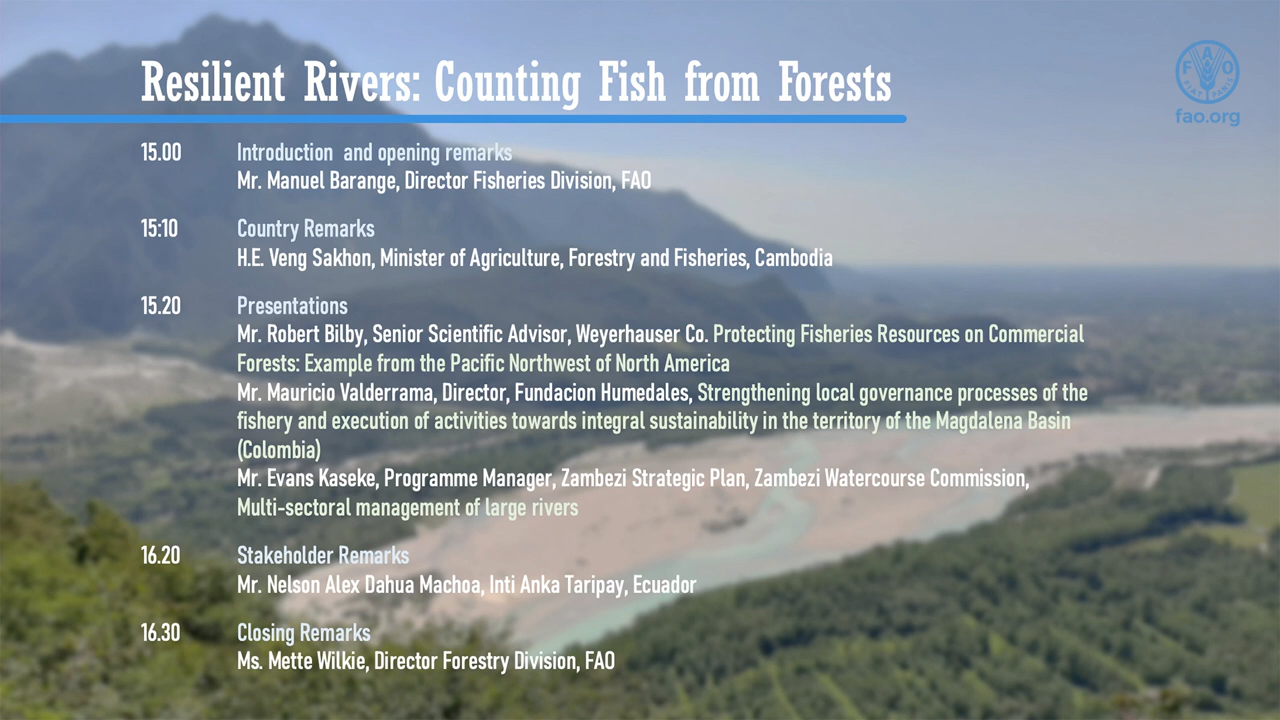 Resilient Rivers: Counting Fish from Forests
F A O
FIAT PANIS
fao.org
15.00 Introduction and opening remarks
Mr. Manuel Barange, Director Fisheries Division, FAO
15:10 Country Remarks
H.E. Veng Sakhon, Minister of Agriculture, Forestry and Fisheries, Cambodia
15.20 Presentations
Mr. Robert Bilby, Senior Scientific Advisor, Weyerhauser Co. Protecting Fisheries Resources on Commercial
Forests: Example from the Pacific Northwest of North America
Mr. Mauricio Valderrama, Director, Fundacion Humedales, Strengthening local governance processes of the
fishery and execution of activities towards integral sustainability in the territory of the Magdalena Basin
(Colombia)
Mr. Evans Kaseke, Programme Manager, Zambezi Strategic Plan, Zambezi Watercourse Commission,
Multi-sectoral management of large rivers
16.20 Stakeholder Remarks
Mr. Nelson Alex Dahua Machoa, Inti Anka Taripay, Ecuador
16.30 Closing Remarks
Ms. Mette Wilkie, Director Forestry Division, FAO